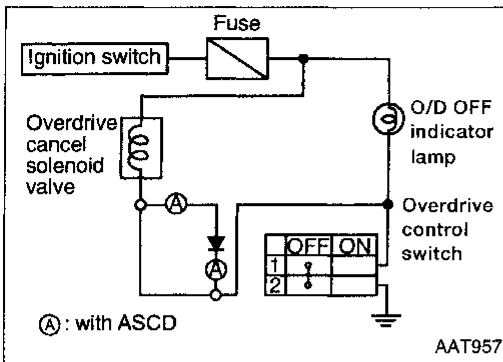 Fuse
Ignition switch
O/D OFF
indicator
lamp
Overdrive
cancel
solenoid
valve
A
Overdrive
control
switch
OFF ON
1
2
A
A : with ASCD
AAT957